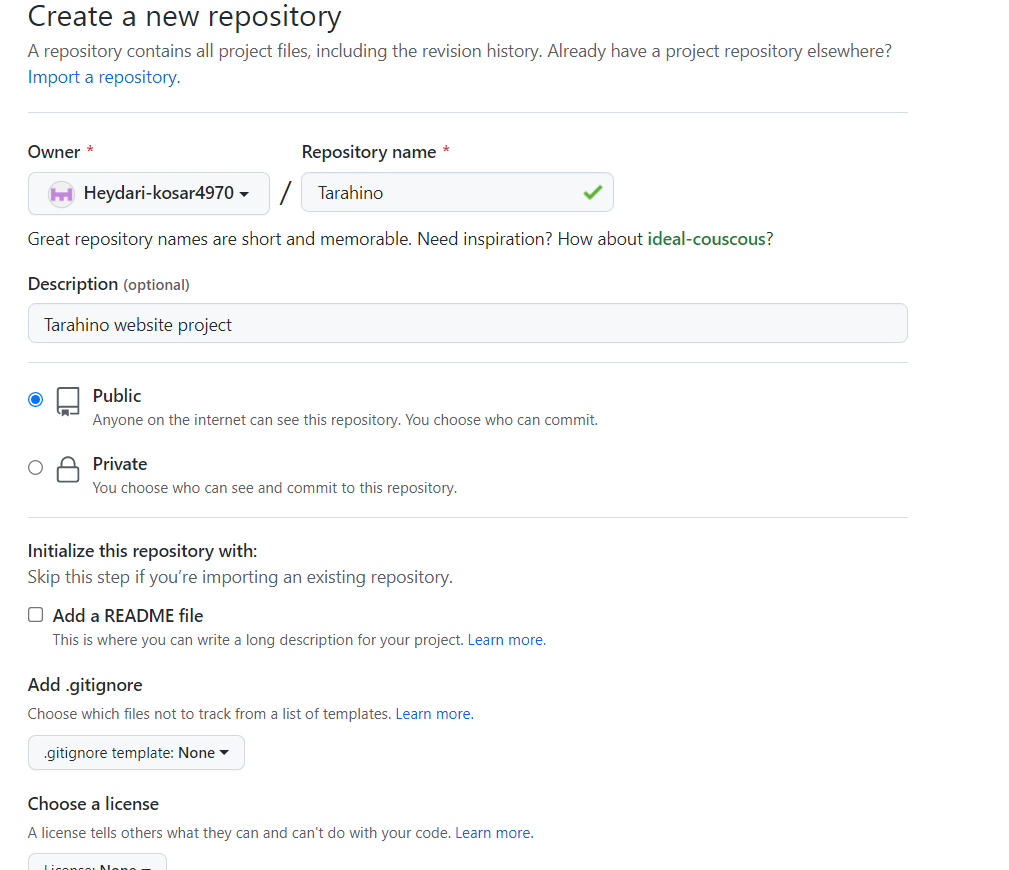 Create a new repository
A repository contains all project files, including the revision history. Already have a project repository elsewhere?
Import a repository.
Owner *
Repository name *
Heydari-kosar4970
/
Tarahino
Great repository names are short and memorable. Need inspiration? How about ideal-couscous?
Description (optional)
Tarahino website project
Public
Anyone on the internet can see this repository. You choose who can commit.
Private
You choose who can see and commit to this repository.
Initialize this repository with:
Skip this step if you’re importing an existing repository.
Add a README file
This is where you can write a long description for your project. Learn more.
Add .gitignore
Choose which files not to track from a list of templates. Learn more.
.gitignore template: None
Choose a license
A license tells others what they can and can't do with your code. Learn more.
License: None